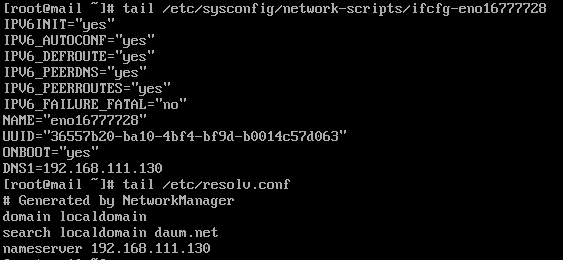 [root@mail ~]# tail /etc/sysconfig/network-scripts/ifcfg-eno16777728
IPV6INIT="yes"
IPV6_AUTOCONF="yes"
IPV6_DEFROUTE="yes"
IPV6_PEERDNS="yes"
IPV6_PEERROUTES="yes"
IPV6_FAILURE_FATAL="no"
NAME="eno16777728"
UUID="36557b20-ba10-4bf4-bf9d-b0014c57d063"
ONBOOT="yes"
DNS1=192.168.111.130
[root@mail ~]# tail /etc/resolv.conf
# Generated by NetworkManager
domain localdomain
search localdomain daum.net
nameserver 192.168.111.130